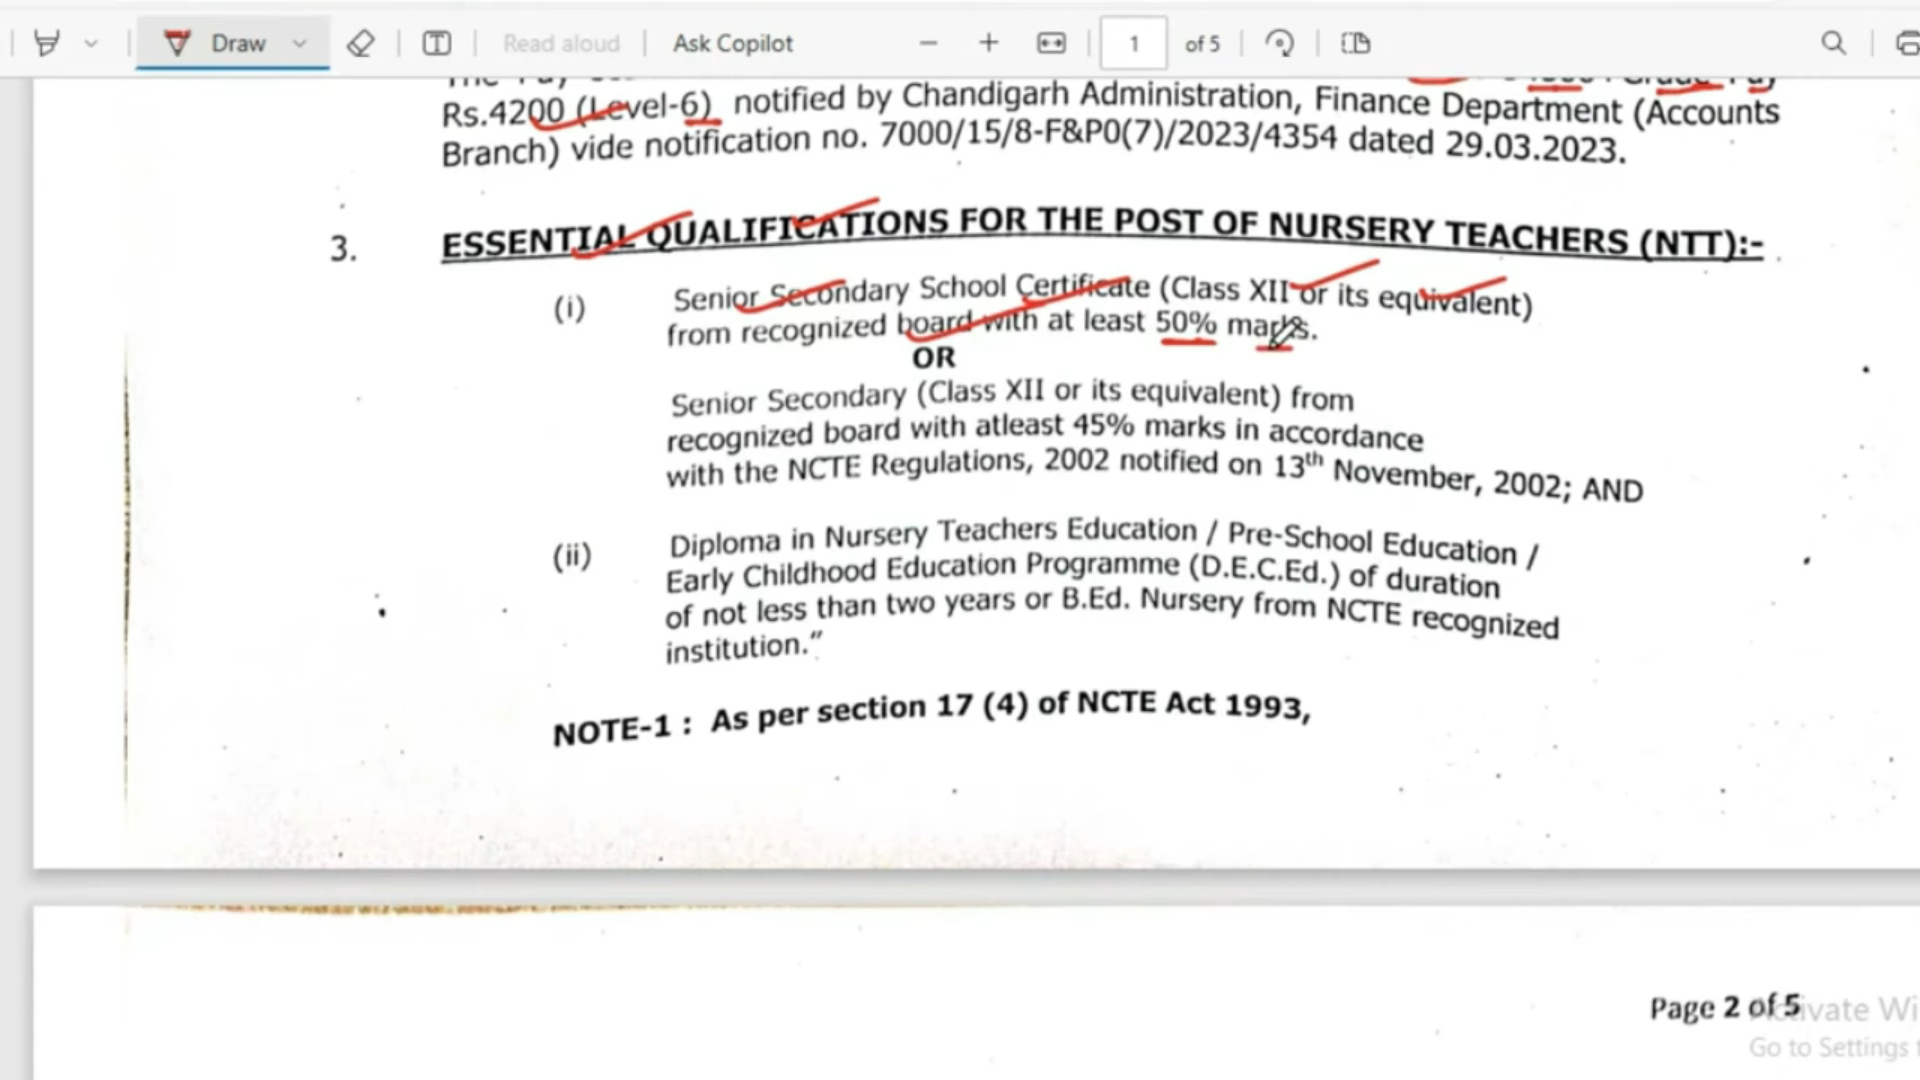 Draw
Read aloud
Ask Copilot
1
of 5
Rs.4200 (Level-6) notified by Chandigarh Administration, Finance Department (Accounts
Branch) vide notification no. 7000/15/8-F&P0(7)/2023/4354 dated 29.03.2023.
3. ESSENTIAL QUALIFICATIONS FOR THE POST OF NURSERY TEACHERS (NTT):-
(i) Senior Secondary School Certificate (Class XII or its equivalent)
from recognized board with at least 50% marks.
OR
Senior Secondary (Class XII or its equivalent) from
recognized board with atleast 45% marks in accordance
with the NCTE Regulations, 2002 notified on 13th November, 2002; AND
(ii) Diploma in Nursery Teachers Education / Pre-School Education /
Early Childhood Education Programme (D.E.C.Ed.) of duration
of not less than two years or B.Ed. Nursery from NCTE recognized
institution."
NOTE-1 : As per section 17 (4) of NCTE Act 1993,
Page 2 of 5
Go to Settings